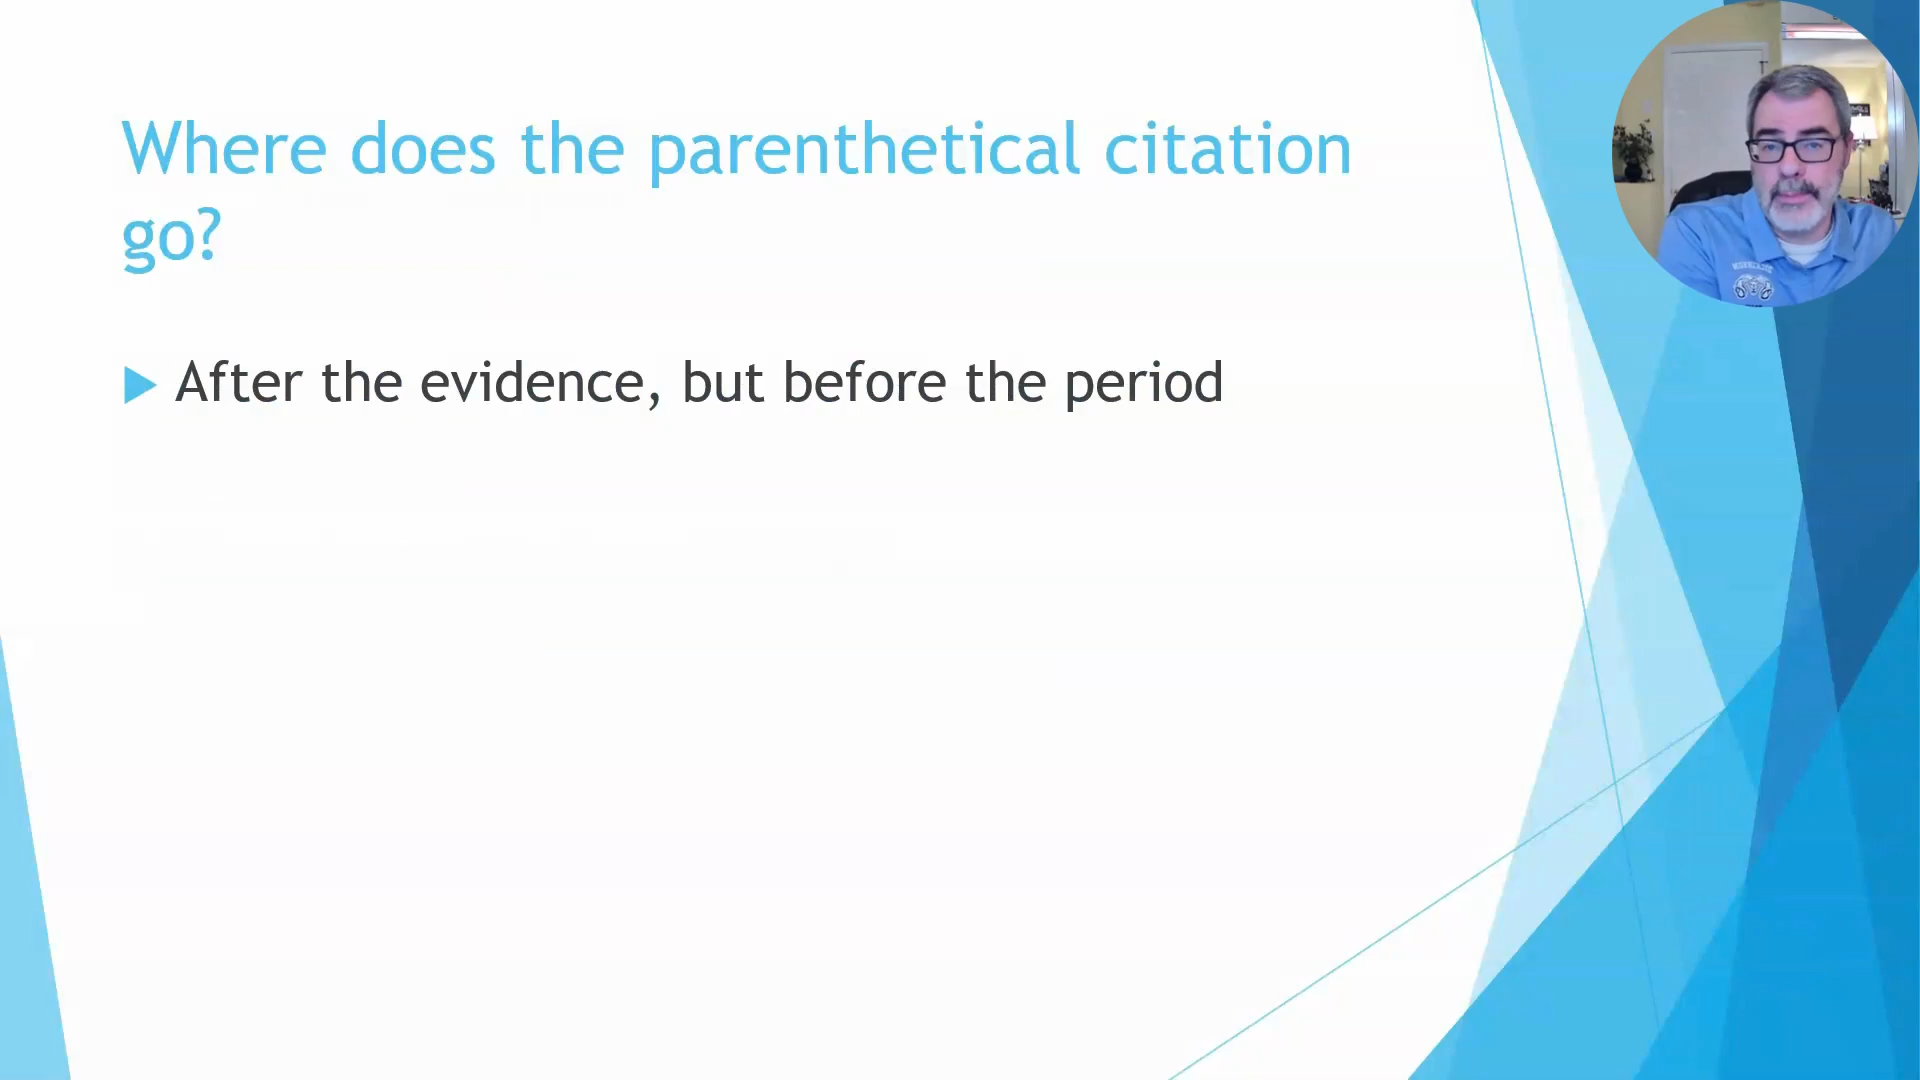 Where does the parenthetical citation
go?
After the evidence, but before the period